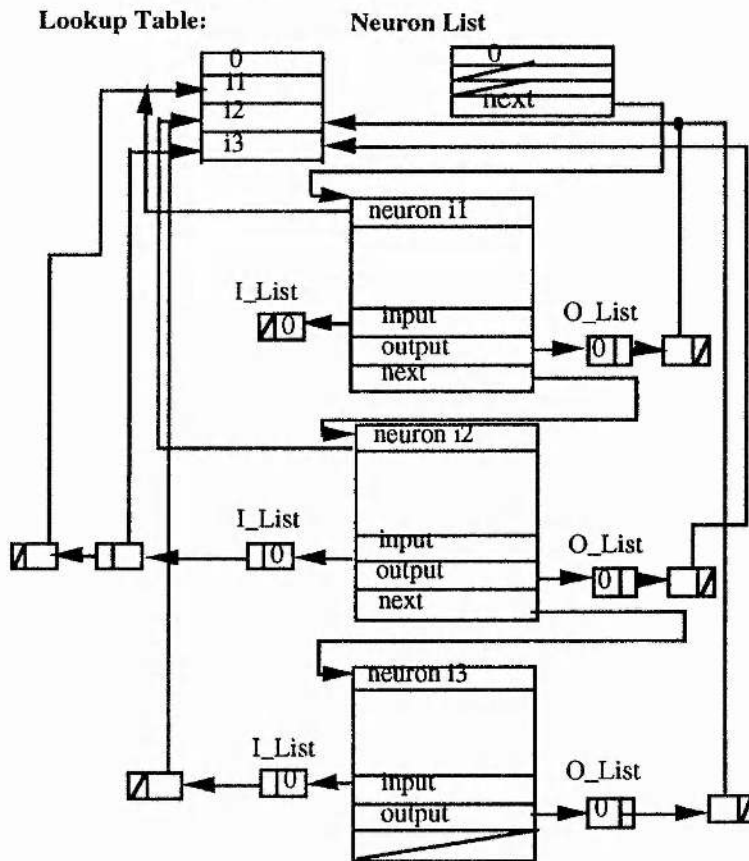 Lookup Table:
Neuron List
0
i1
i2
i3
0
next
neuron i1
input
output
next
I_List
0
O_List
0
neuron i2
input
output
next
I_List
0
O_List
0
neuron i3
input
output
I_List
0
O_List
0